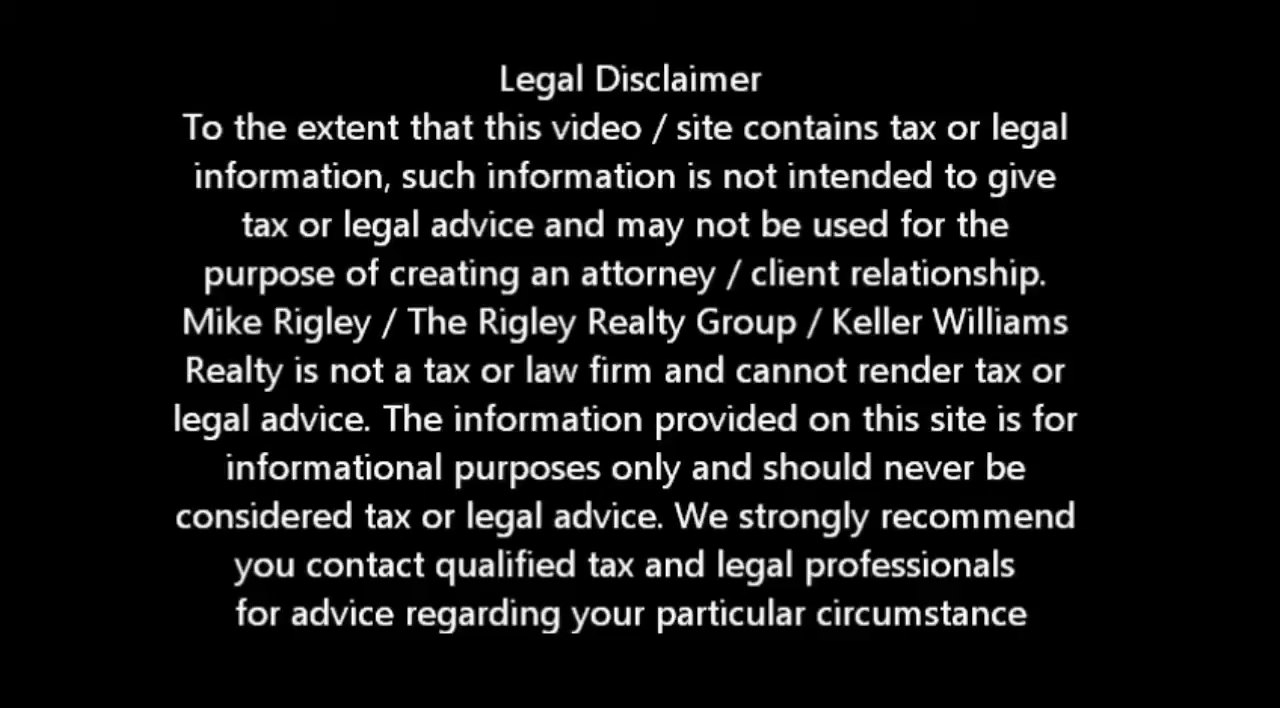 Legal Disclaimer
To the extent that this video / site contains tax or legal
information, such information is not intended to give
tax or legal advice and may not be used for the
purpose of creating an attorney / client relationship.
Mike Rigley / The Rigley Realty Group / Keller Williams
Realty is not a tax or law firm and cannot render tax or
legal advice. The information provided on this site is for
informational purposes only and should never be
considered tax or legal advice. We strongly recommend
you contact qualified tax and legal professionals
for advice regarding your particular circumstance